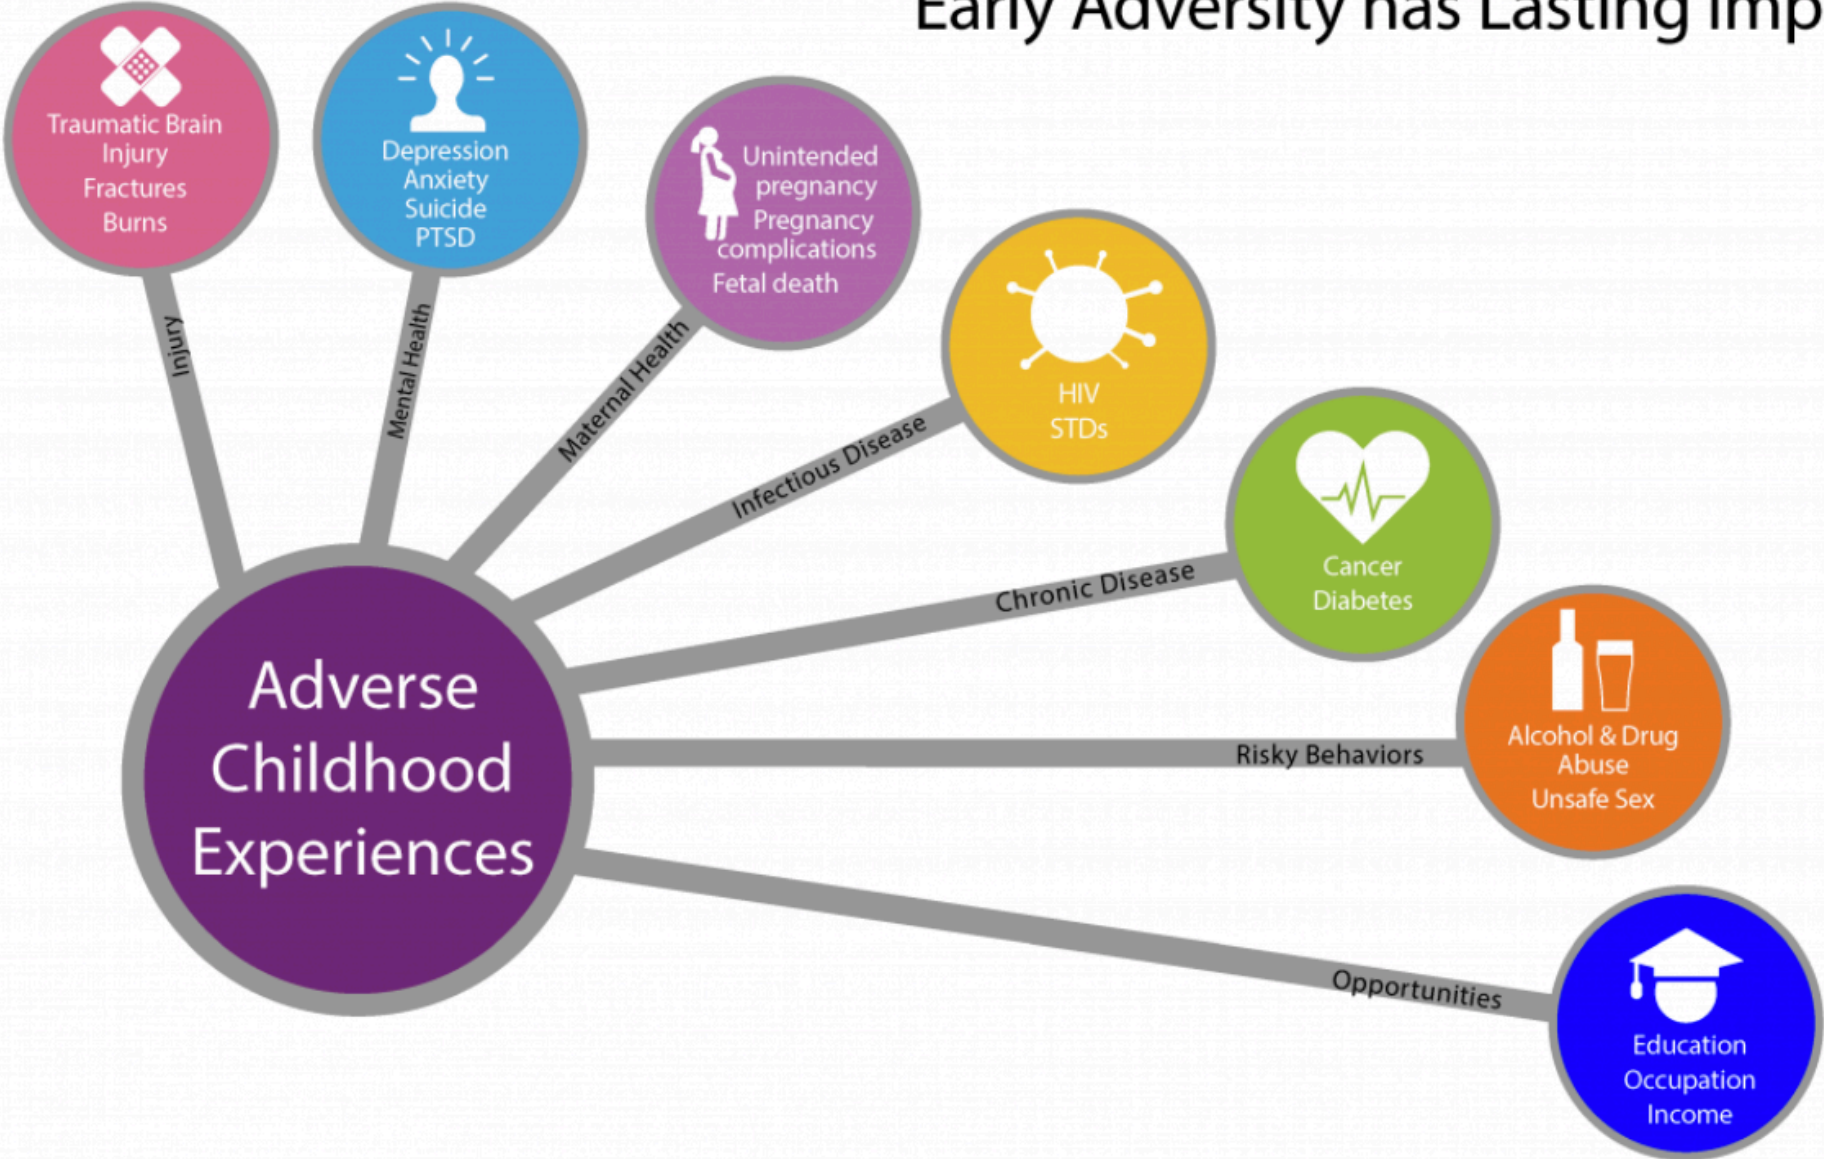 Early Adversity has Lasting Imp
Traumatic Brain
Injury
Fractures
Burns
Depression
Anxiety
Suicide
PTSD
Unintended
pregnancy
Pregnancy
complications
Fetal death
HIV
STDs
Cancer
Diabetes
Alcohol & Drug
Abuse
Unsafe Sex
Education
Occupation
Income
Injury
Mental Health
Maternal Health
Infectious Disease
Chronic Disease
Risky Behaviors
Opportunities
Adverse
Childhood
Experiences